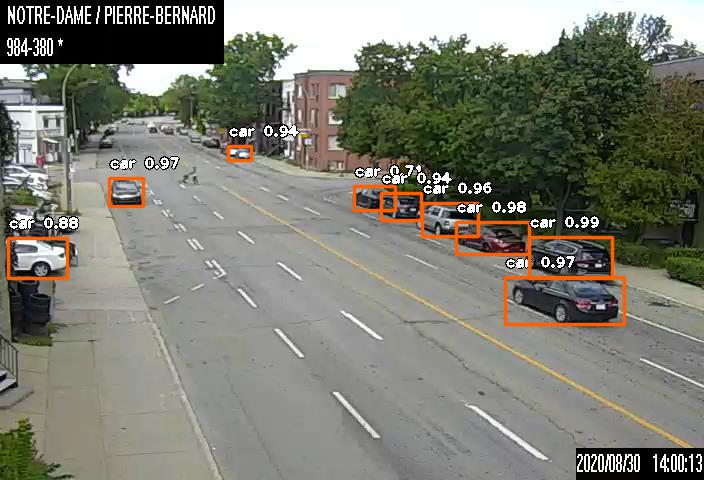 NOTRE-DAME / PIERRE-BERNARD
984-380 *
car 0.94
car 0.97
car 0.71
car 0.94
car 0.96
car 0.88
car 0.98
car 0.99
car 0.97
2020/08/30 14:00:13